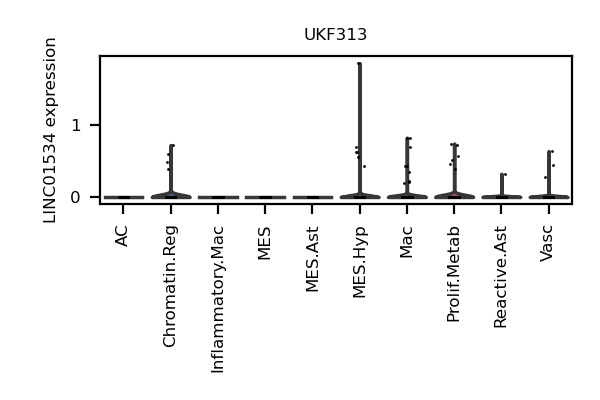 UKF313
LINC01534 expression
1
0
AC
Chromatin.Reg
Inflammatory.Mac
MES
MES.Ast
MES.Hyp
Mac
Prolif.Metab
Reactive.Ast
Vasc